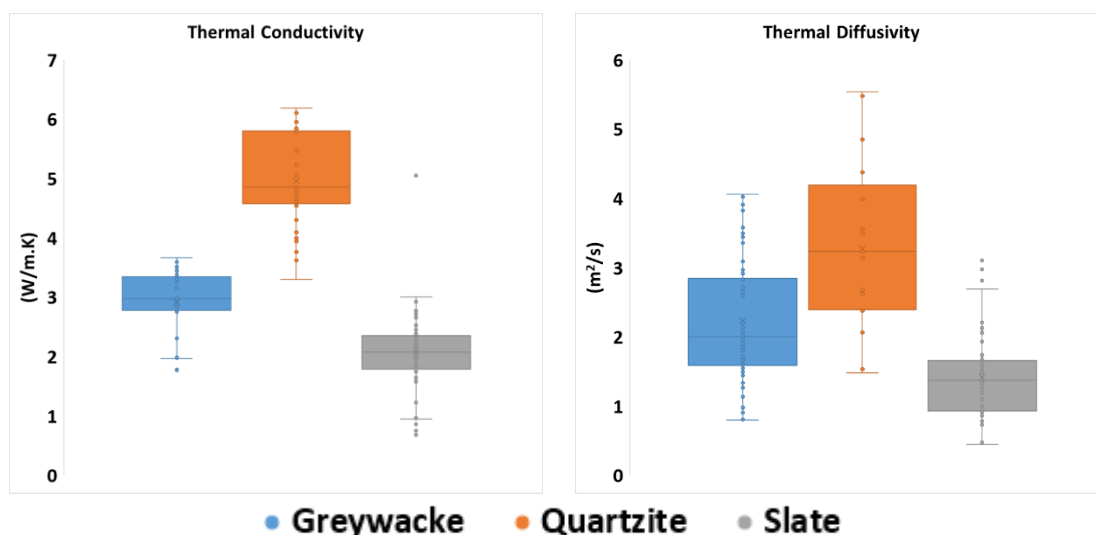 Thermal Conductivity
7
6
5
4
3
2
1
0
(W/m.K)
Thermal Diffusivity
6
5
4
3
2
1
0
(m²/s)
Greywacke
Quartzite
Slate